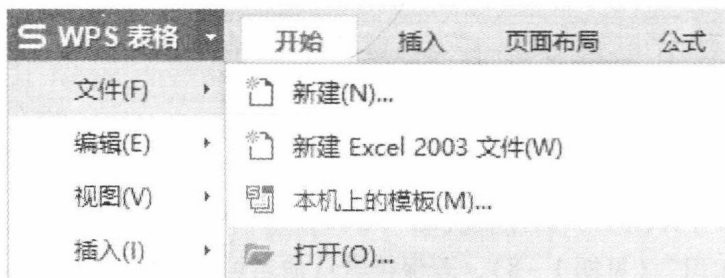 WPS 表格 开始 插入 页面布局 公式
文件(F) 新建(N)...
编辑(E) 新建 Excel 2003 文件(W)
视图(V) 本机上的模板(M)...
插入(I) 打开(O)...